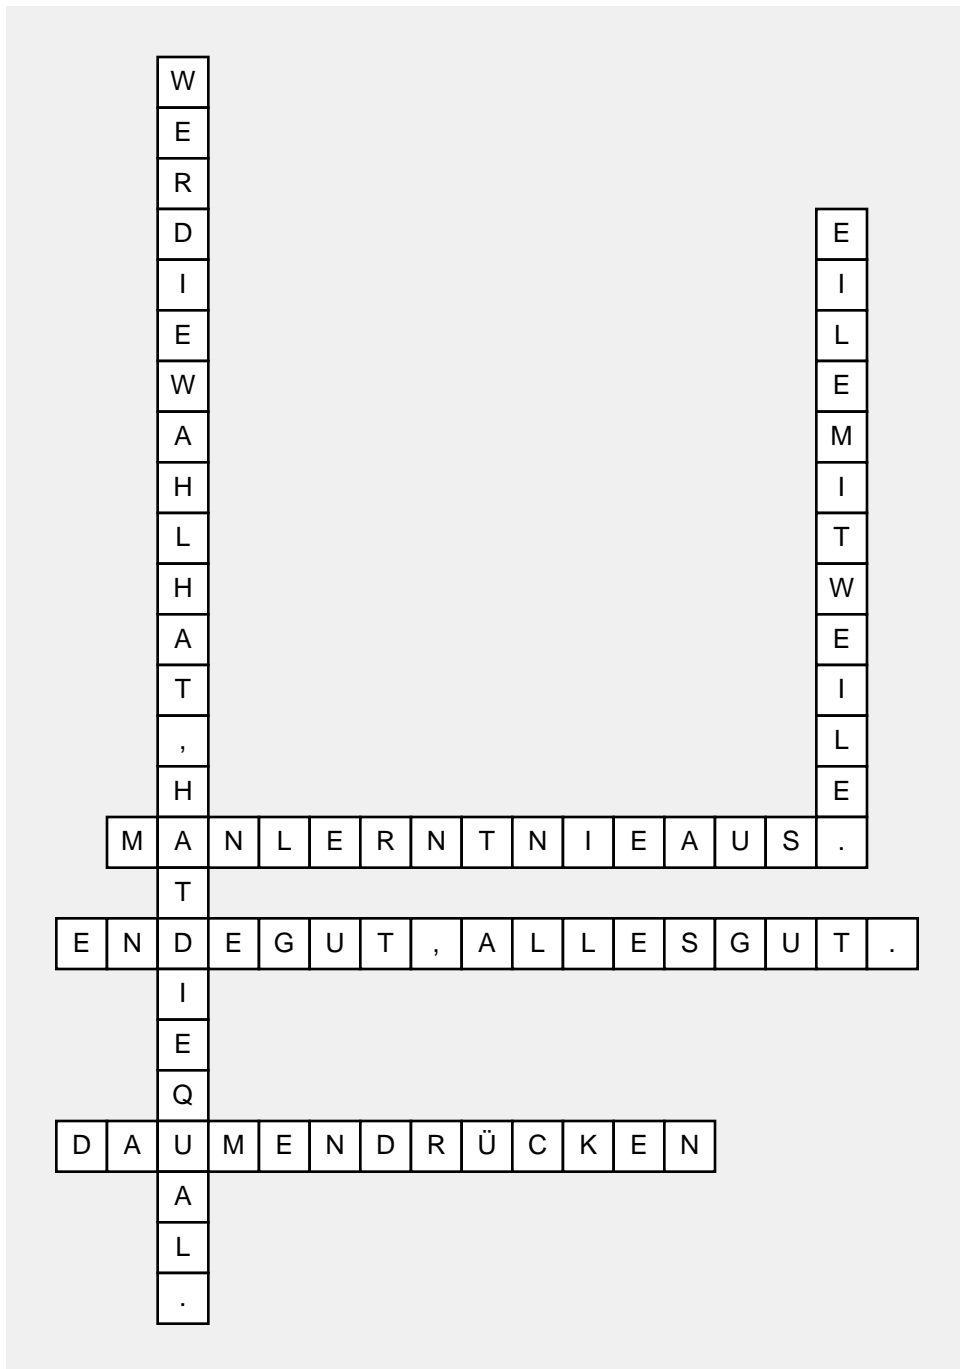 WERDIEWAHLHAT,HATDIEQUAL.
EILEMITWEILE.
MANLERNTNIEAUS.
ENDEGUT,ALLESGUT.
DAUMENDRÜCKEN